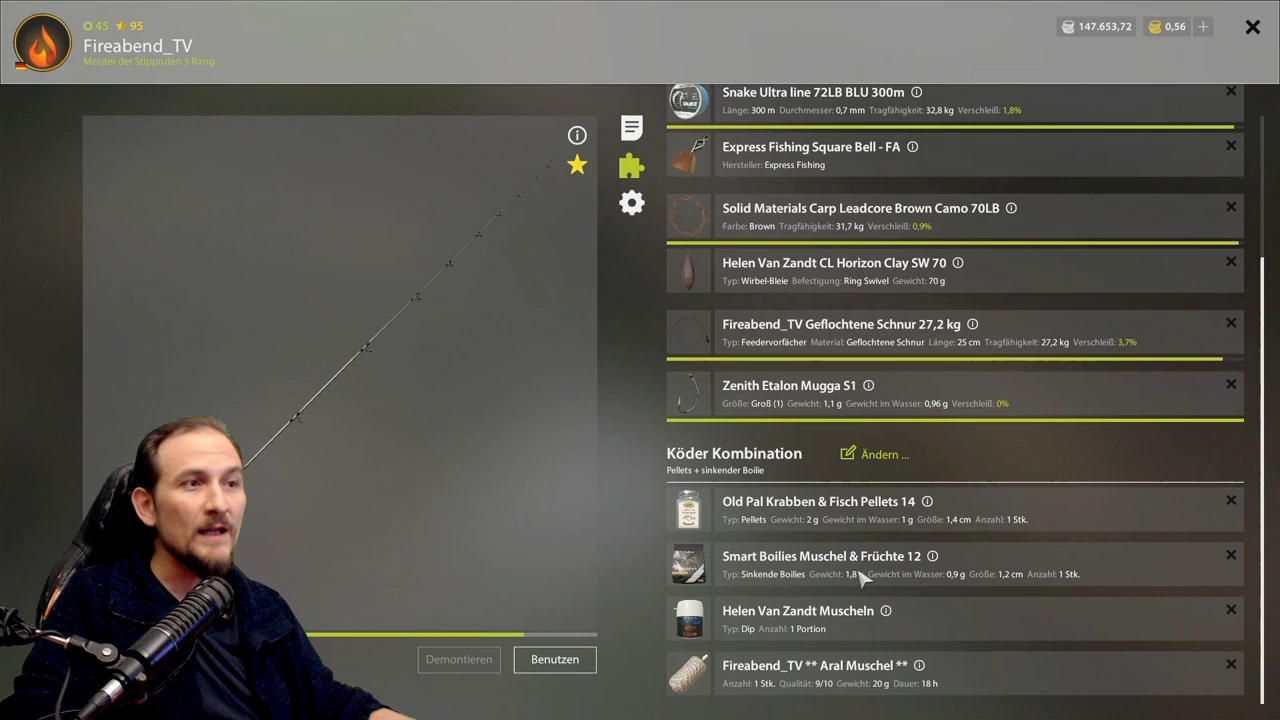 45 95
Fireabend_TV
Meister der Stippruten 5 Rang
147.653,72 0,56
Snake Ultra line 72LB BLU 300m
Länge: 300 m Durchmesser: 0,7 mm Tragfähigkeit: 32,8 kg Verschleiß: 1,8%
Express Fishing Square Bell - FA
Hersteller: Express Fishing
Solid Materials Carp Leadcore Brown Camo 70LB
Farbe: Brown Tragfähigkeit: 31,7 kg Verschleiß: 0,9%
Helen Van Zandt CL Horizon Clay SW 70
Typ: Wirbel-Bleie Befestigung: Ring Swivel Gewicht: 70 g
Fireabend_TV Geflochtene Schnur 27,2 kg
Typ: Feedervorfächer Material: Geflochtene Schnur Länge: 25 cm Tragfähigkeit: 27,2 kg Verschleiß: 3,7%
Zenith Etalon Mugga S1
Größe: Groß (1) Gewicht: 1,1 g Gewicht im Wasser: 0,96 g Verschleiß: 0%
Köder Kombination Ändern ...
Pellets + sinkender Boilie
Old Pal Krabben & Fisch Pellets 14
Typ: Pellets Gewicht: 2 g Gewicht im Wasser: 1 g Größe: 1,4 cm Anzahl: 1 Stk.
Smart Boilies Muschel & Früchte 12
Typ: Sinkende Boilies Gewicht: 1,8 Gewicht im Wasser: 0,9 g Größe: 1,2 cm Anzahl: 1 Stk.
Helen Van Zandt Muscheln
Typ: Dip Anzahl: 1 Portion
Fireabend_TV ** Aral Muschel **
Anzahl: 1 Stk. Qualität: 9/10 Gewicht: 20 g Dauer: 18 h
Demontieren Benutzen